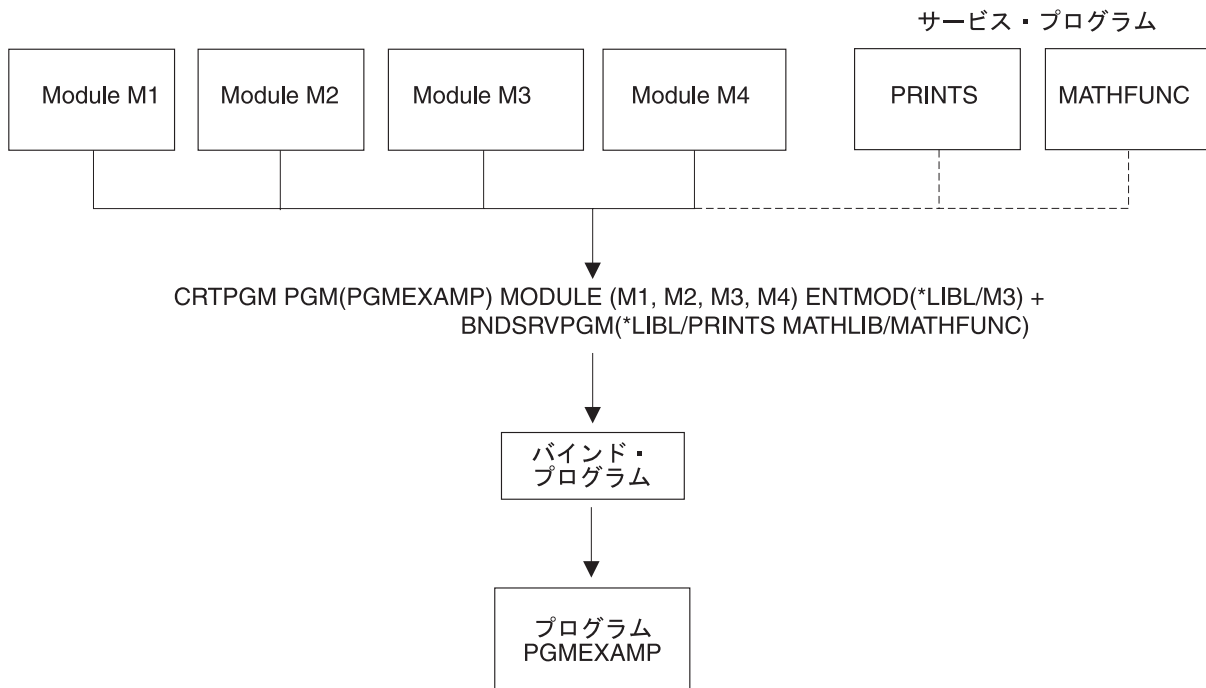 サービス・プログラム
Module M1
Module M2
Module M3
Module M4
PRINTS
MATHFUNC
CRTPGM PGM(PGMEXAMP) MODULE (M1, M2, M3, M4) ENTMOD(*LIBL/M3) +
BNDSRVPGM(*LIBL/PRINTS MATHLIB/MATHFUNC)
バインド・
プログラム
プログラム
PGMEXAMP